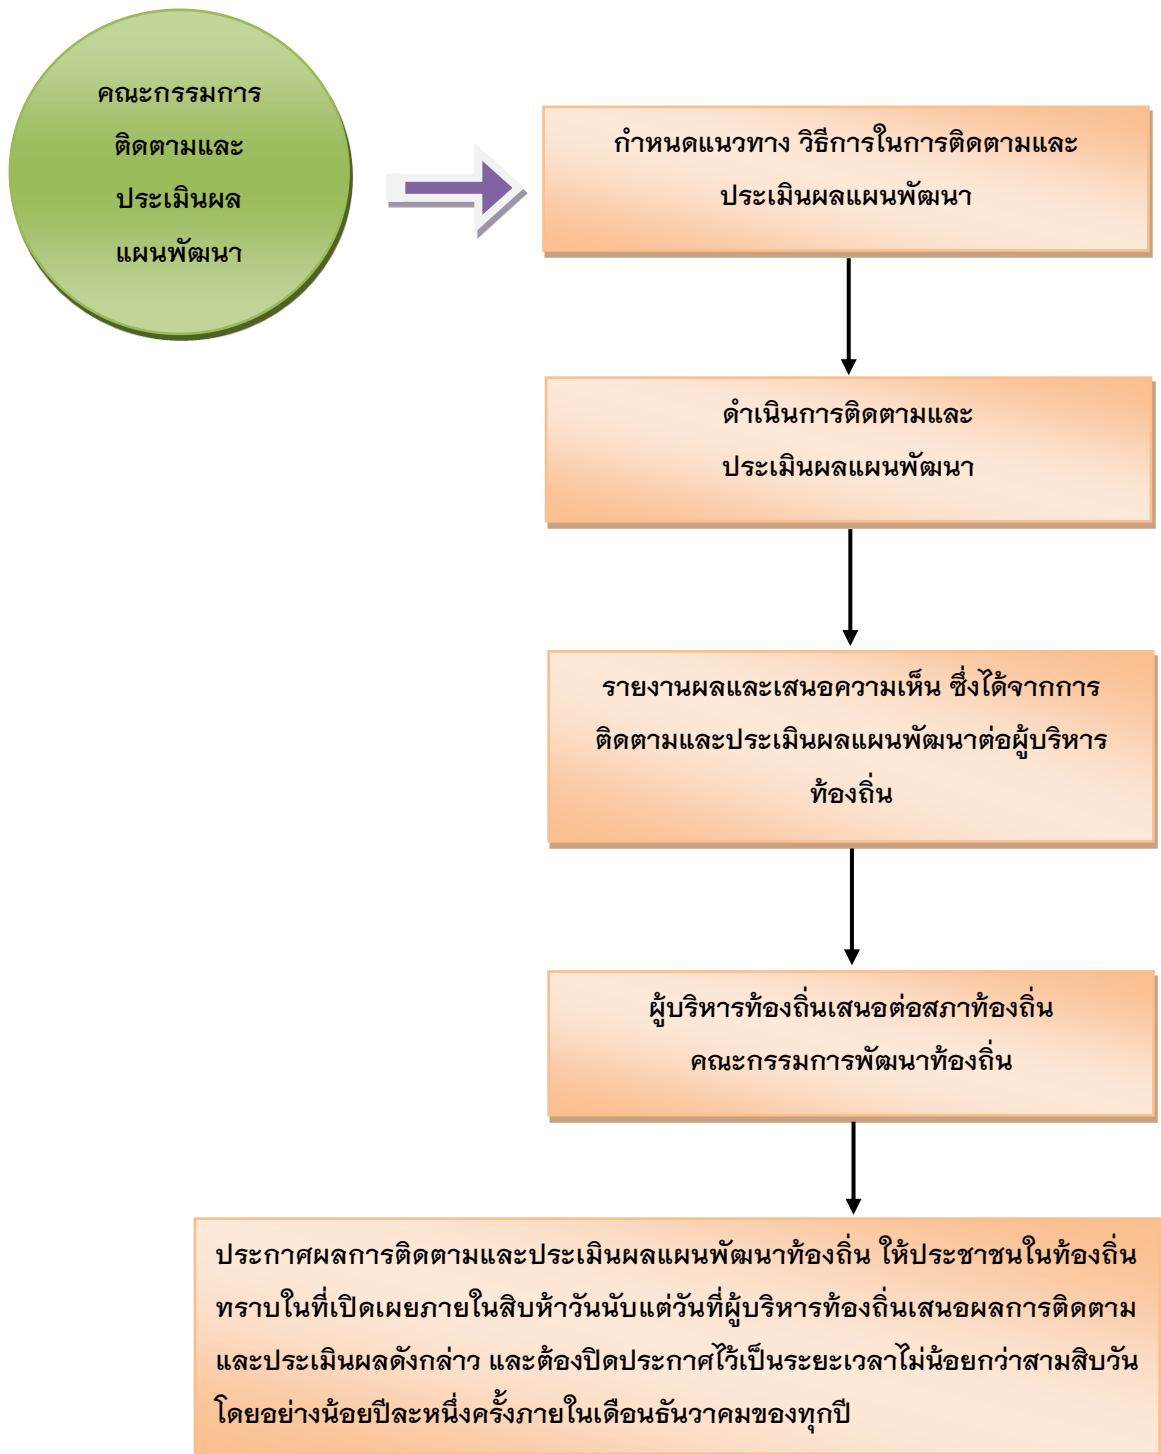 คณะกรรมการ
ติดตามและ
ประเมินผล
แผนพัฒนา
กำหนดแนวทาง วิธีการในการติดตามและ
ประเมินผลแผนพัฒนา
ดำเนินการติดตามและ
ประเมินผลแผนพัฒนา
รายงานผลและเสนอความเห็น ซึ่งได้จากการ
ติดตามและประเมินผลแผนพัฒนาต่อผู้บริหาร
ท้องถิ่น
ผู้บริหารท้องถิ่นเสนอต่อสภาท้องถิ่น
คณะกรรมการพัฒนาท้องถิ่น
ประกาศผลการติดตามและประเมินผลแผนพัฒนาท้องถิ่น ให้ประชาชนในท้องถิ่น
ทราบในที่เปิดเผยภายในสิบห้าวันนับแต่วันที่ผู้บริหารท้องถิ่นเสนอผลการติดตาม
และประเมินผลดังกล่าว และต้องปิดประกาศไว้เป็นระยะเวลาไม่น้อยกว่าสามสิบวัน
โดยอย่างน้อยปีละหนึ่งครั้งภายในเดือนธันวาคมของทุกปี